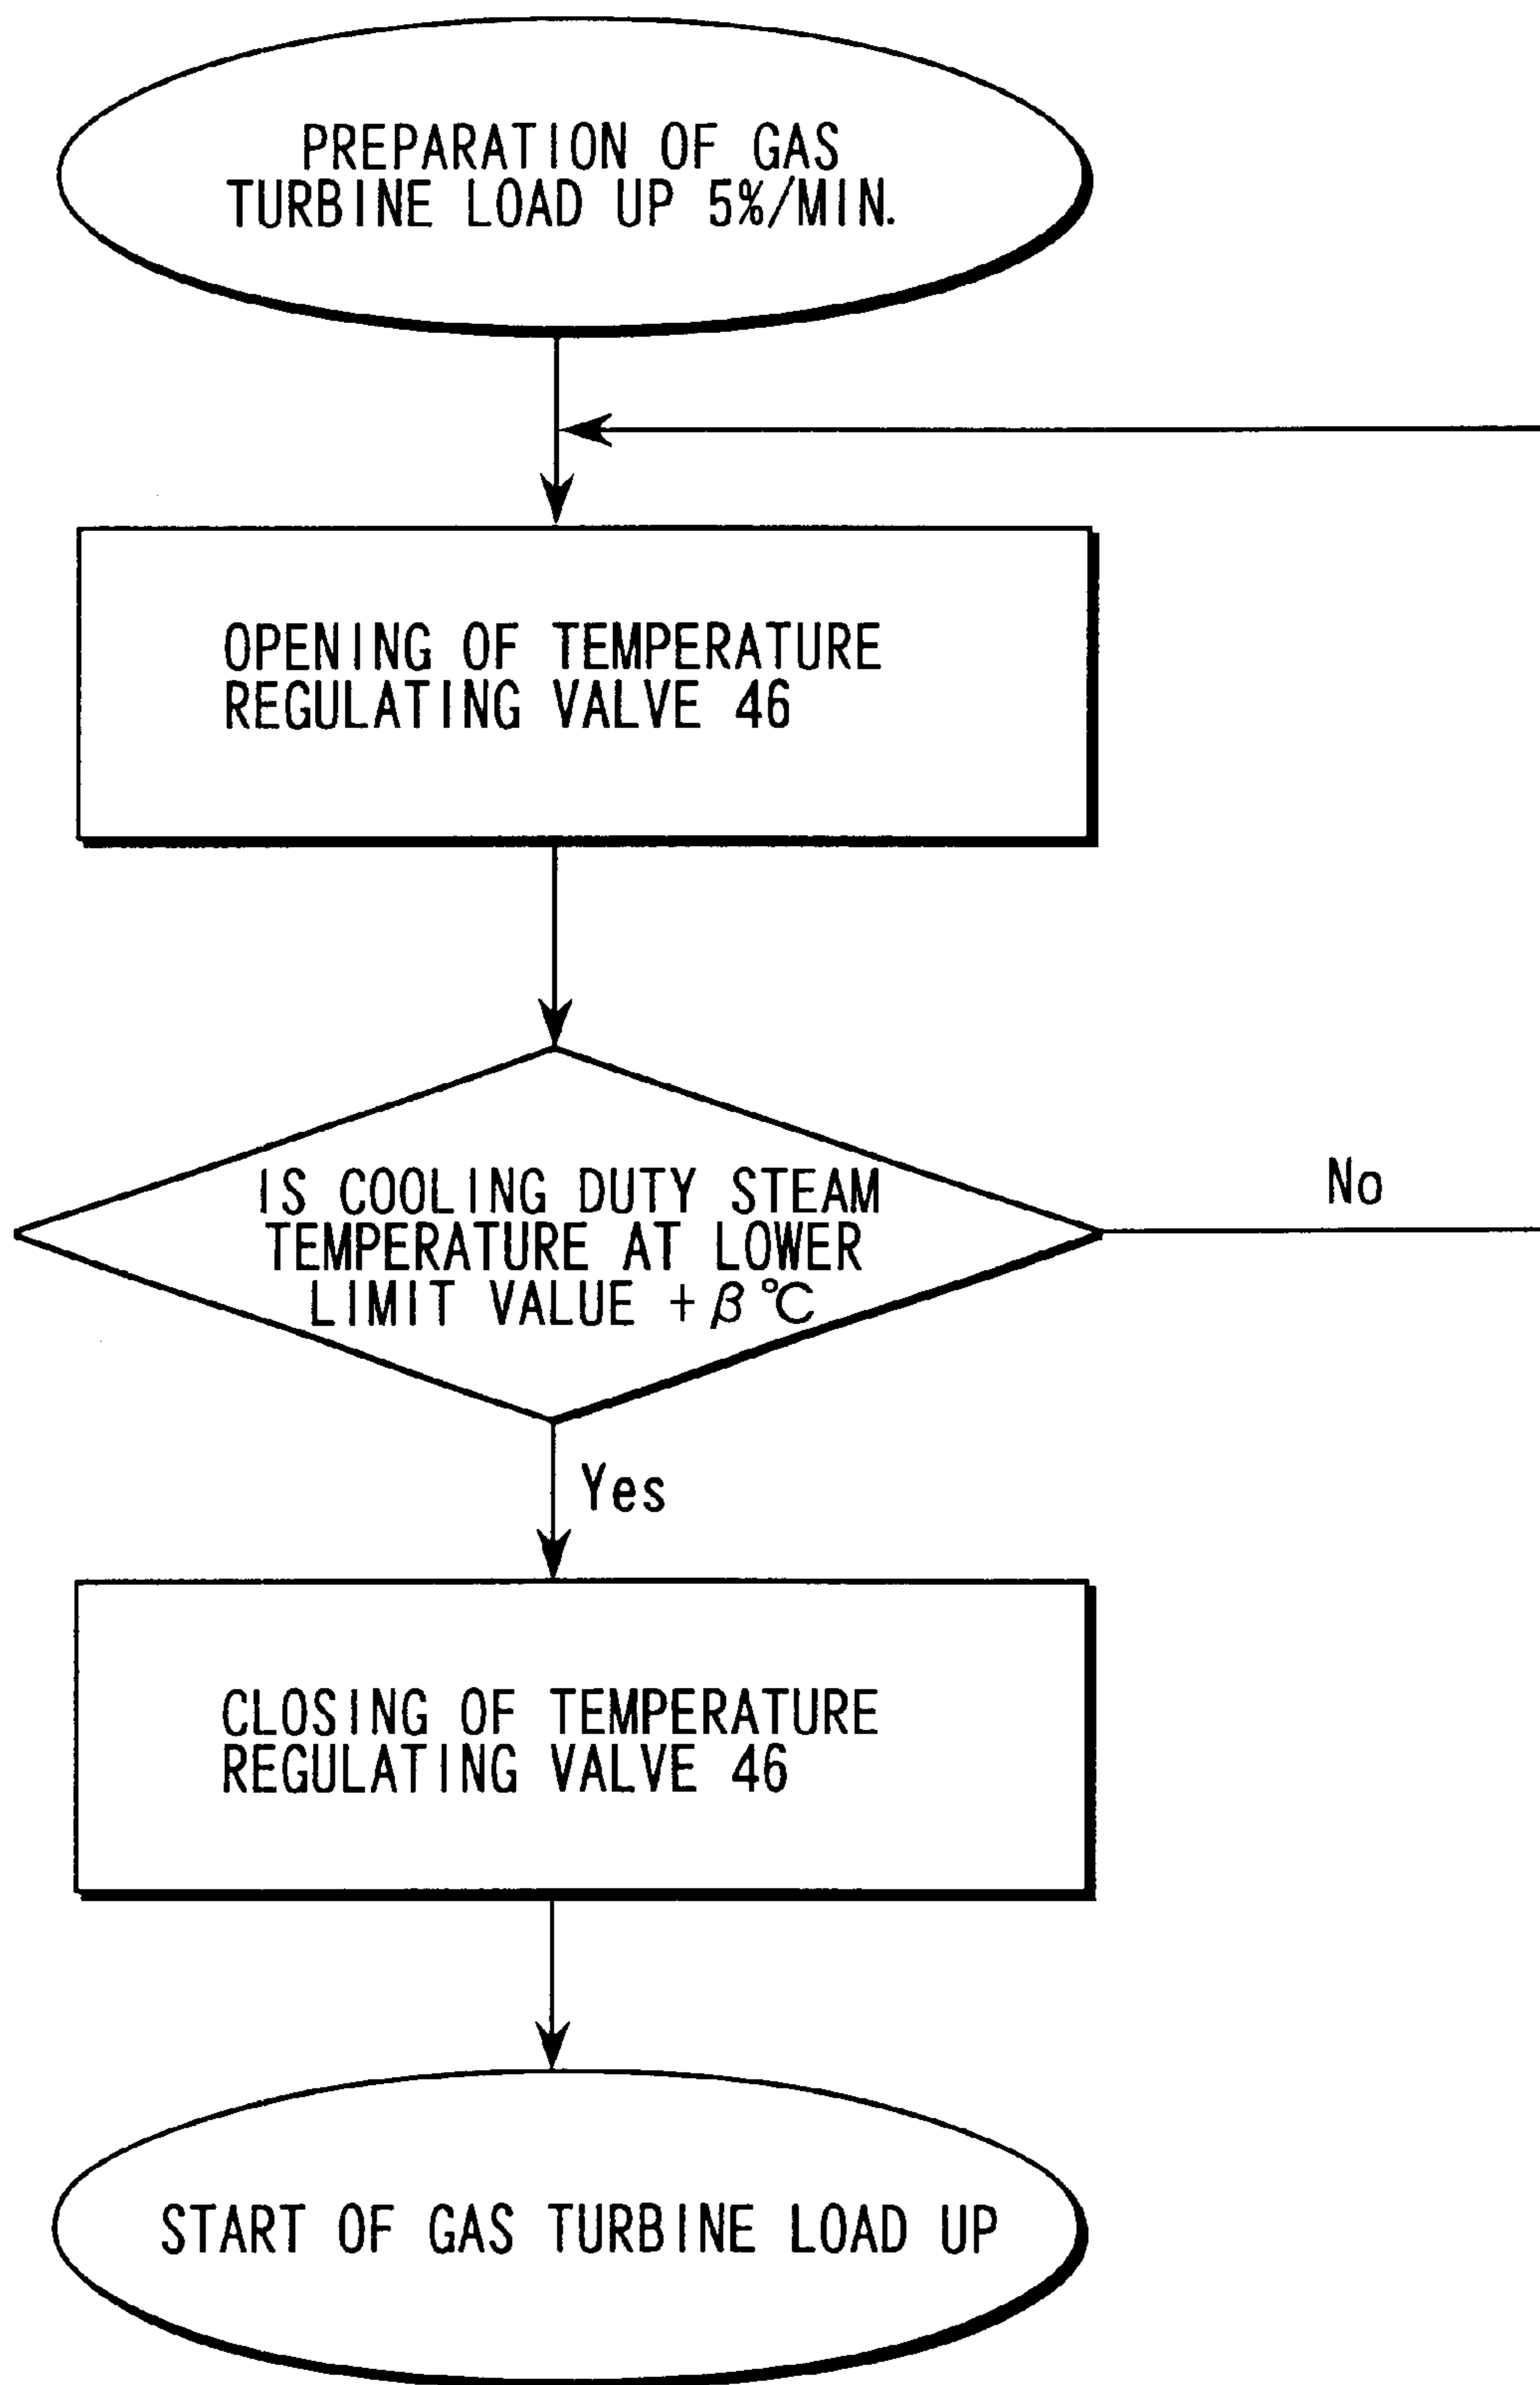 PREPARATION OF GAS
TURBINE LOAD UP 5%/MIN.
OPENING OF TEMPERATURE
REGULATING VALVE 46
IS COOLING DUTY STEAM
TEMPERATURE AT LOWER
LIMIT VALUE +β°C
No
Yes
CLOSING OF TEMPERATURE
REGULATING VALVE 46
START OF GAS TURBINE LOAD UP